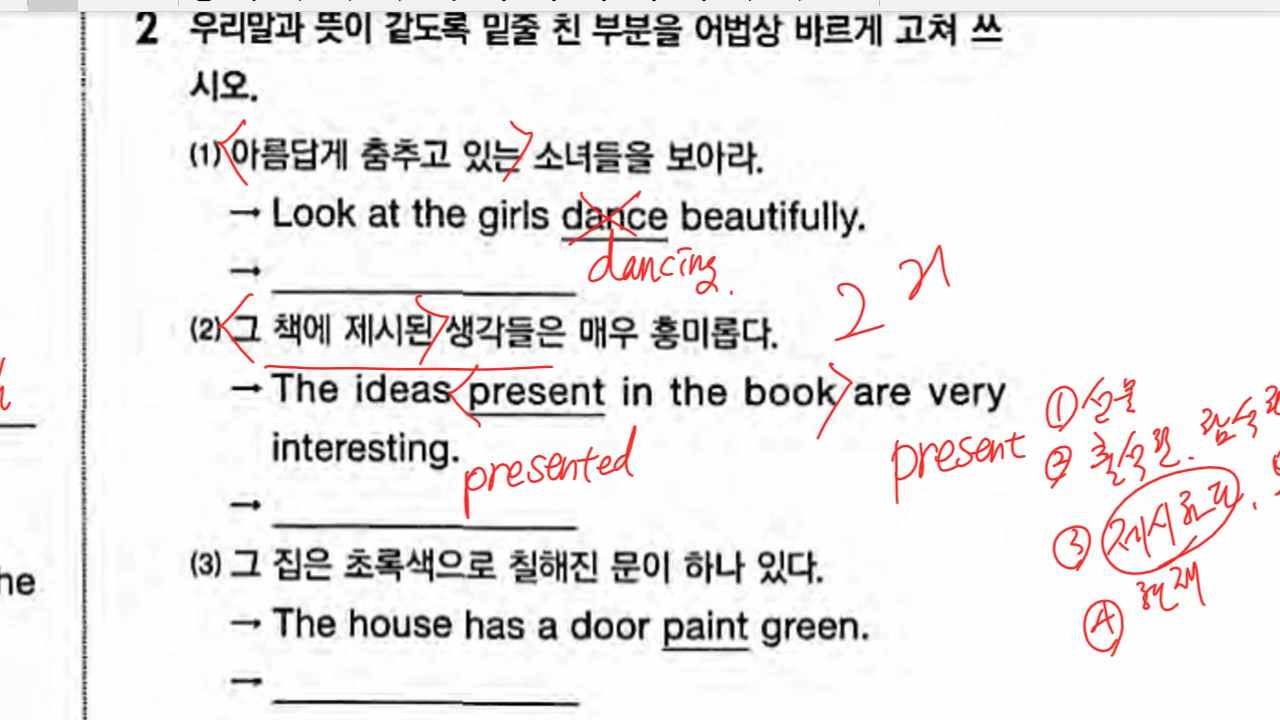 2 우리말과 뜻이 같도록 밑줄 친 부분을 어법상 바르게 고쳐 쓰
시오.
(1) 아름답게 춤추고 있는 소녀들을 보아라.
→ Look at the girls dance beautifully.
→ dancing.
(2) 그 책에 제시된 생각들은 매우 흥미롭다.
→ The ideas present in the book are very
interesting.
presented
→
present
① 선물
② 출석한. 참석한
③ 제시하다.
④ 현재
(3) 그 집은 초록색으로 칠해진 문이 하나 있다.
→ The house has a door paint green.
→
he